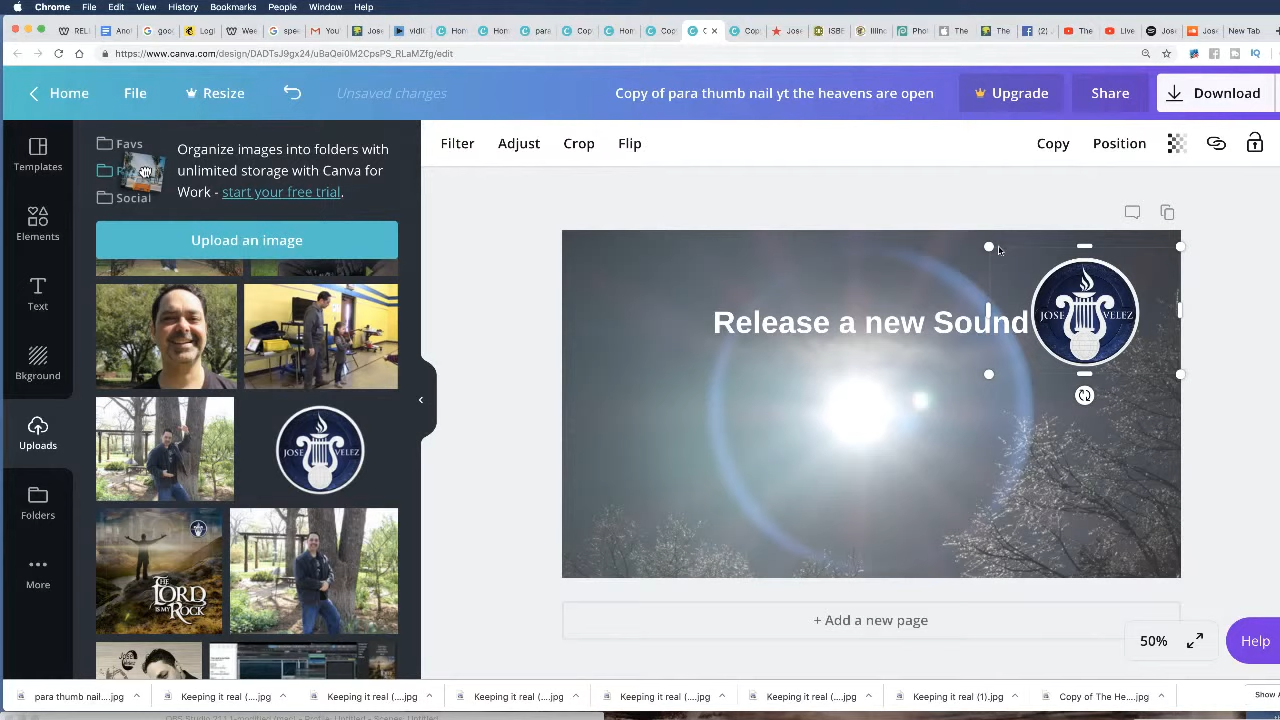 Chrome File Edit View History Bookmarks People Window Help
https://www.canva.com/design/DADTsJ9gx24/uBaQei0M2CpsPS_RLaMZfg/edit
Home File Resize Unsaved changes Copy of para thumb nail yt the heavens are open Upgrade Share Download
Filter Adjust Crop Flip Copy Position
Templates
Elements
Text
Bkground
Uploads
Folders
More
Favs
Social
Organize images into folders with
unlimited storage with Canva for
Work - start your free trial.
Upload an image
JOSE VELEZ
THE
LORD
IS MY
ROCK
Release a new Sound
JOSE VELEZ
+ Add a new page
50%
Help
para thumb nail....jpg Keeping it real (....jpg Keeping it real (....jpg Keeping it real (....jpg Keeping it real (....jpg Keeping it real (....jpg Keeping it real (1).jpg Copy of The He....jpg Show A